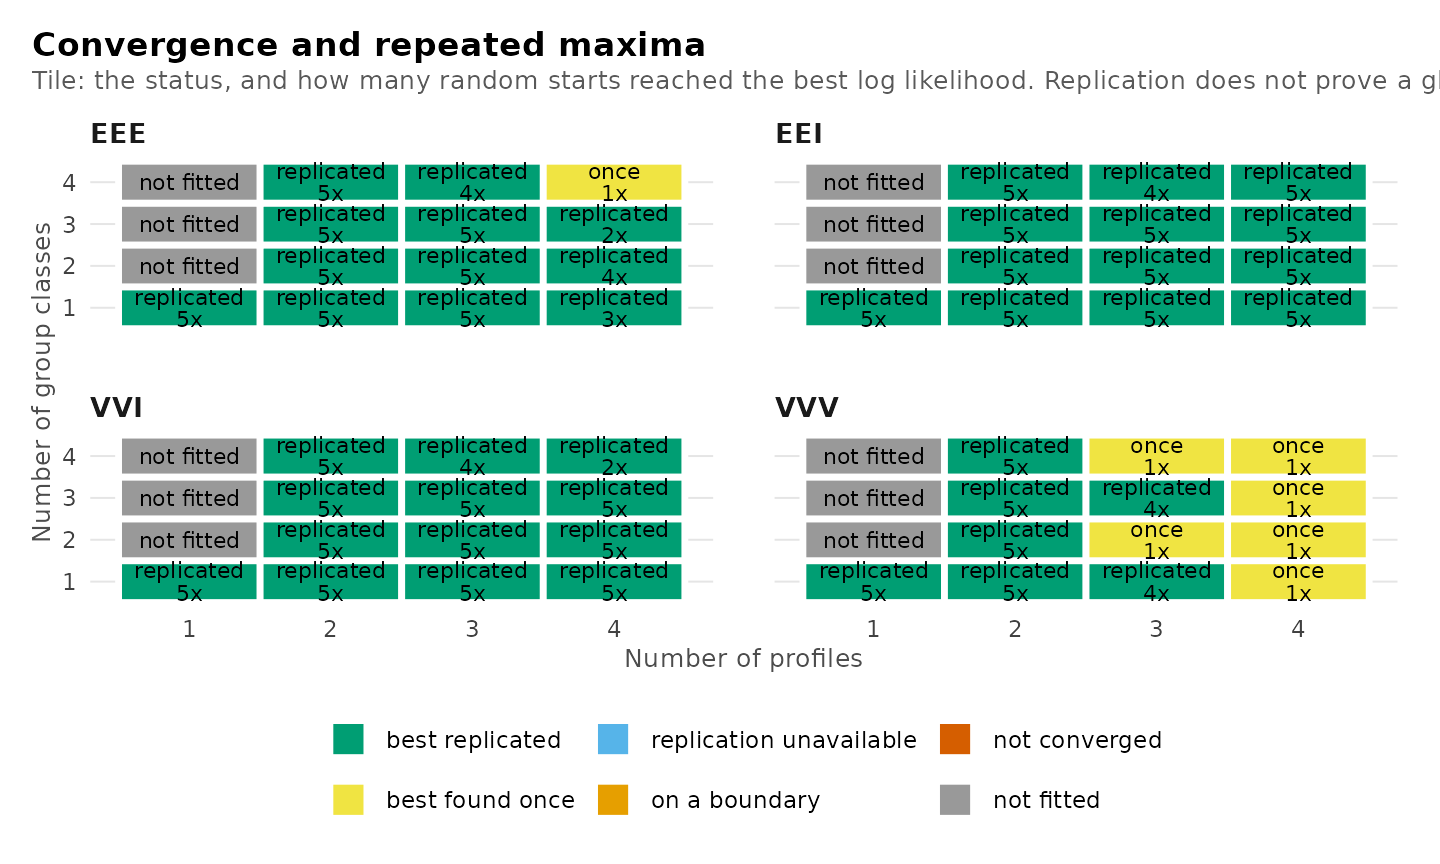 Convergence and repeated maxima
Tile: the status, and how many random starts reached the best log likelihood. Replication does not prove a
EEE
4
not fitted
replicated
5x
replicated
4x
once
1x
3
not fitted
replicated
5x
replicated
5x
replicated
2x
2
not fitted
replicated
5x
replicated
5x
replicated
4x
1
replicated
5x
replicated
5x
replicated
5x
replicated
3x
EEI
not fitted
replicated
5x
replicated
4x
replicated
5x
not fitted
replicated
5x
replicated
5x
replicated
5x
not fitted
replicated
5x
replicated
5x
replicated
5x
replicated
5x
replicated
5x
replicated
5x
replicated
5x
Number of group classes
VVI
4
not fitted
replicated
5x
replicated
4x
replicated
2x
3
not fitted
replicated
5x
replicated
5x
replicated
5x
2
not fitted
replicated
5x
replicated
5x
replicated
5x
1
replicated
5x
replicated
5x
replicated
5x
replicated
5x
1
2
3
4
VVV
not fitted
replicated
5x
once
1x
once
1x
not fitted
replicated
5x
replicated
4x
once
1x
not fitted
replicated
5x
once
1x
once
1x
replicated
5x
replicated
5x
replicated
4x
once
1x
1
2
3
4
Number of profiles
best replicated
replication unavailable
not converged
best found once
on a boundary
not fitted